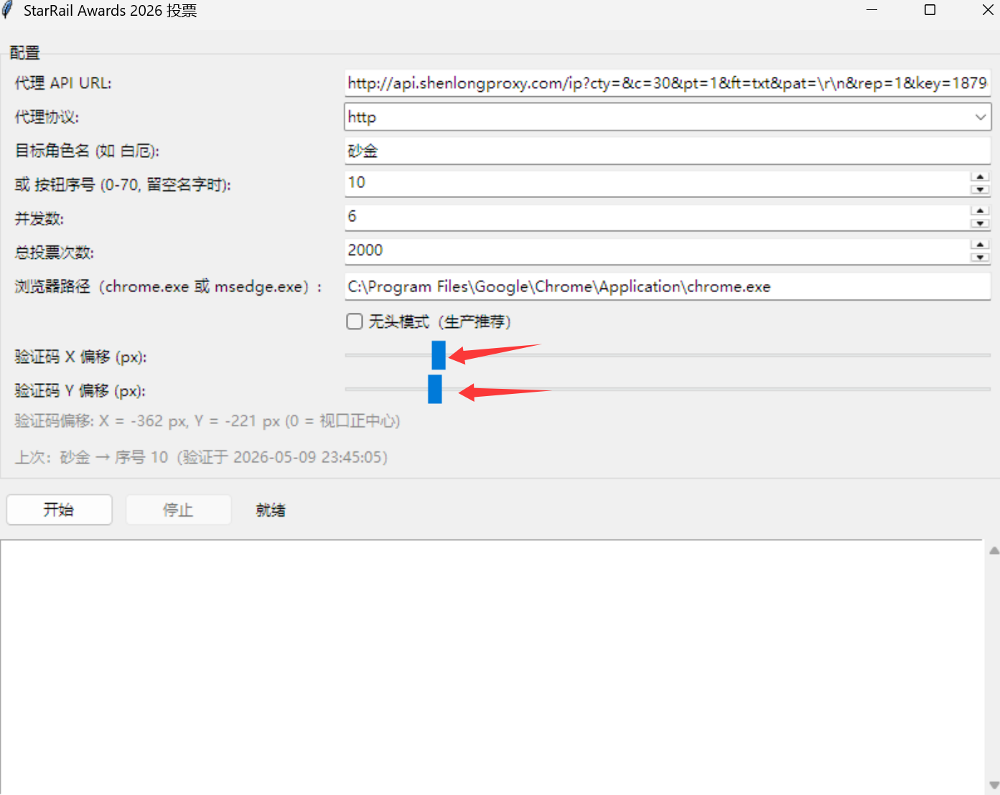 StarRail Awards 2026 投票
配置
代理 API URL: http://api.shenlongproxy.com/ip?cty=&c=30&pt=1&ft=txt&pat=\r\n&rep=1&key=1879
代理协议: http
目标角色名 (如 白厄): 砂金
或 按钮序号 (0-70, 留空名字时): 10
并发数: 6
总投票次数: 2000
浏览器路径（chrome.exe 或 msedge.exe）: C:\Program Files\Google\Chrome\Application\chrome.exe
无头模式（生产推荐）
验证码 X 偏移 (px):
验证码 Y 偏移 (px):
验证码偏移: X = -362 px, Y = -221 px (0 = 视口正中心)
上次：砂金 → 序号 10（验证于 2026-05-09 23:45:05）
开始 停止 就绪